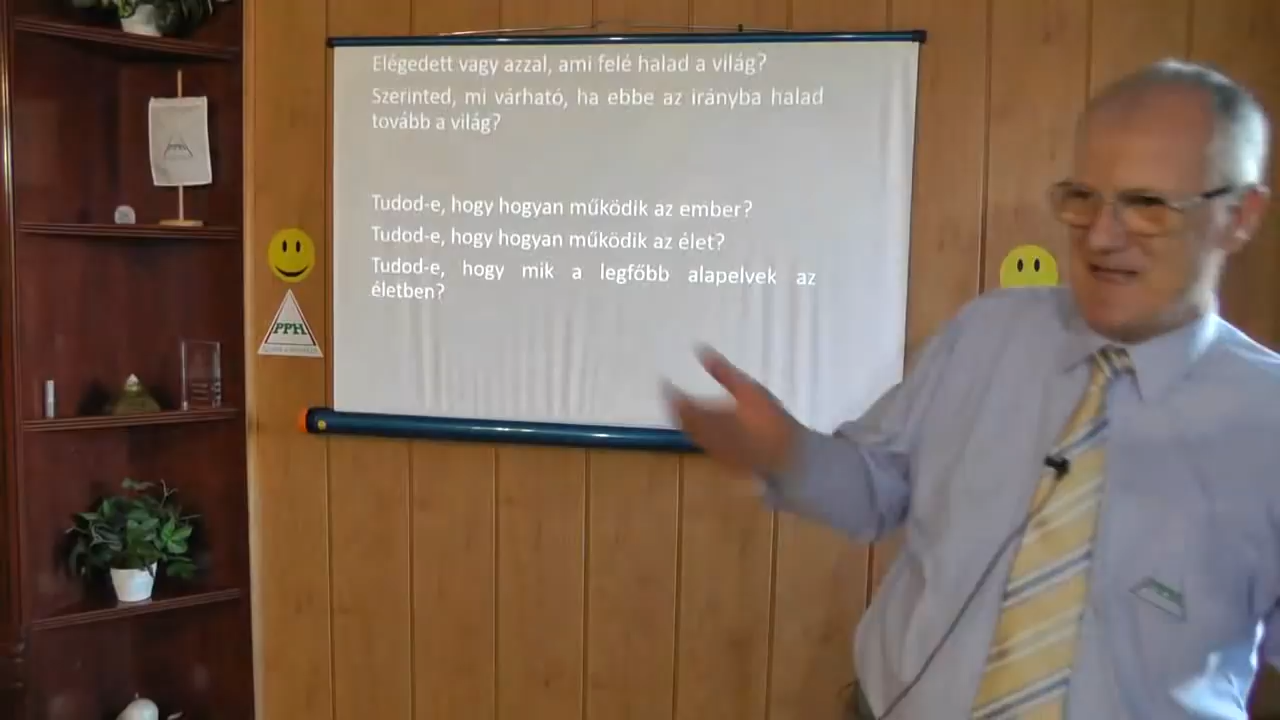 Elégedett vagy azzal, ami felé halad a világ?
Szerinted, mi várható, ha ebbe az irányba halad
tovább a világ?
Tudod-e, hogy hogyan működik az ember?
Tudod-e, hogy hogyan működik az élet?
Tudod-e, hogy mik a legfőbb alapelvek az
életben?
PPH